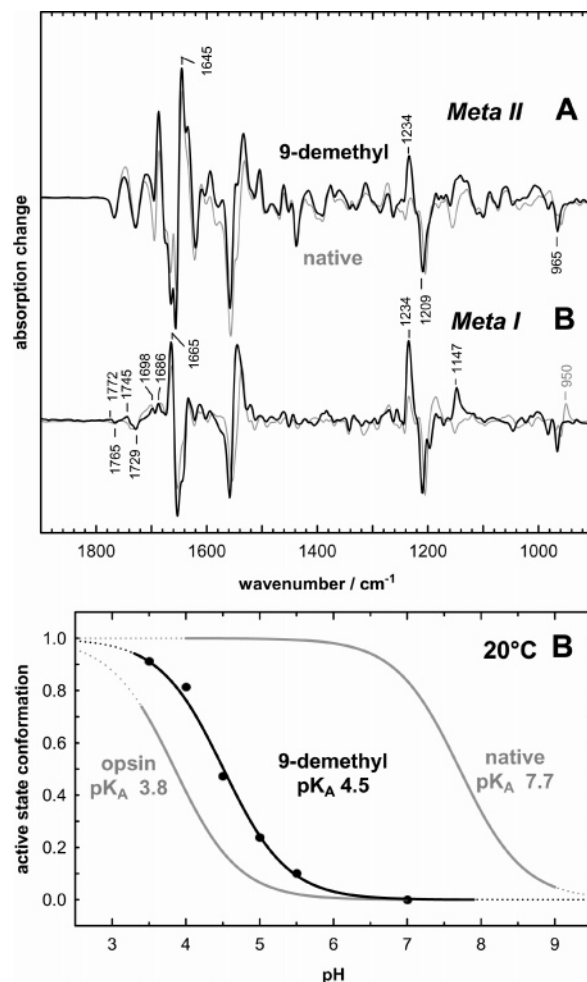 1645
1234
Meta II
A
9-demethyl
native
965
1209
1234
Meta I
B
1772
1745
1698
1686
1665
1147
950
1765
1729
absorption change
1800 1600 1400 1200 1000
wavenumber / cm-1
20°C B
1.0
0.8
0.6
0.4
0.2
0.0
active state conformation
opsin
pKA 3.8
9-demethyl
pKA 4.5
native
pKA 7.7
3 4 5 6 7 8 9
pH